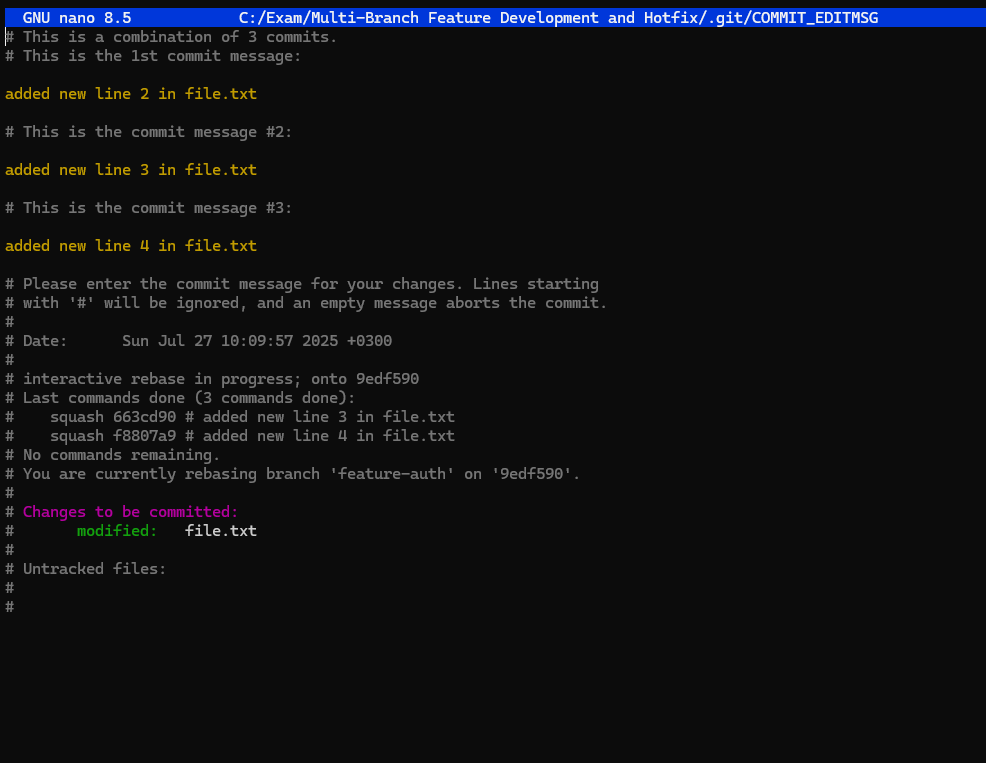 GNU nano 8.5 C:/Exam/Multi-Branch Feature Development and Hotfix/.git/COMMIT_EDITMSG
# This is a combination of 3 commits.
# This is the 1st commit message:

added new line 2 in file.txt

# This is the commit message #2:

added new line 3 in file.txt

# This is the commit message #3:

added new line 4 in file.txt

# Please enter the commit message for your changes. Lines starting
# with '#' will be ignored, and an empty message aborts the commit.
#
# Date:      Sun Jul 27 10:09:57 2025 +0300
#
# interactive rebase in progress; onto 9edf590
# Last commands done (3 commands done):
#    squash 663cd90 # added new line 3 in file.txt
#    squash f8807a9 # added new line 4 in file.txt
# No commands remaining.
# You are currently rebasing branch 'feature-auth' on '9edf590'.
#
# Changes to be committed:
#       modified:   file.txt
#
# Untracked files:
#
#